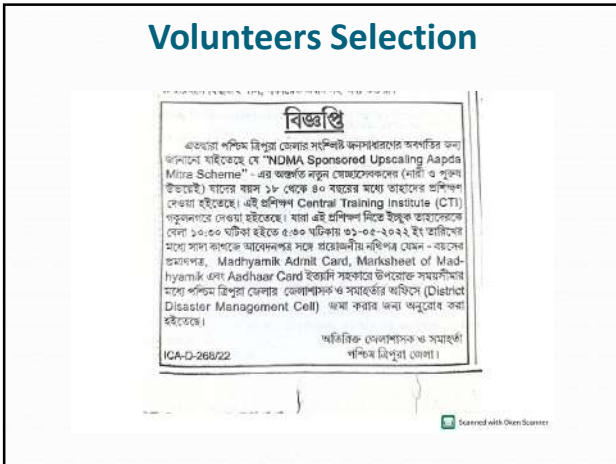 Volunteers Selection
বিজ্ঞপ্তি
এতদ্বারা পশ্চিম ত্রিপুরা জেলার সংশ্লিষ্ট জনসাধারণের অবগতির জন্য
জানানো যাইতেছে যে "NDMA Sponsored Upscaling Aapda
Mitra Scheme" - এর অন্তর্গত নতুন স্বেচ্ছাসেবকদের (নারী ও পুরুষ
উভয়েই) যাদের বয়স ১৮ থেকে ৪০ বছরের মধ্যে তাহাদের প্রশিক্ষণ
দেওয়া হইতেছে। এই প্রশিক্ষণ Central Training Institute (CTI)
গকুলনগরে দেওয়া হইতেছে। যারা এই প্রশিক্ষণ নিতে ইচ্ছুক তাহাদেরকে
বেলা ১০:৩০ ঘটিকা হইতে ৫:৩০ ঘটিকায় ৩১-০৫-২০২২ ইং তারিখের
মধ্যে সাদা কাগজে আবেদনপত্র সঙ্গে প্রয়োজনীয় নথিপত্র যেমন - বয়সের
প্রমাণপত্র, Madhyamik Admit Card, Marksheet of Mad-
hyamik এবং Aadhaar Card ইত্যাদি সহকারে উপরোক্ত সময়সীমার
মধ্যে পশ্চিম ত্রিপুরা জেলার জেলাশাসক ও সমাহর্তার অফিসে (District
Disaster Management Cell) জমা করার জন্য অনুরোধ করা
হইতেছে।
অতিরিক্ত জেলাশাসক ও সমাহর্তা
ICA-D-268/22 পশ্চিম ত্রিপুরা জেলা।
Scanned with Oken Scanner